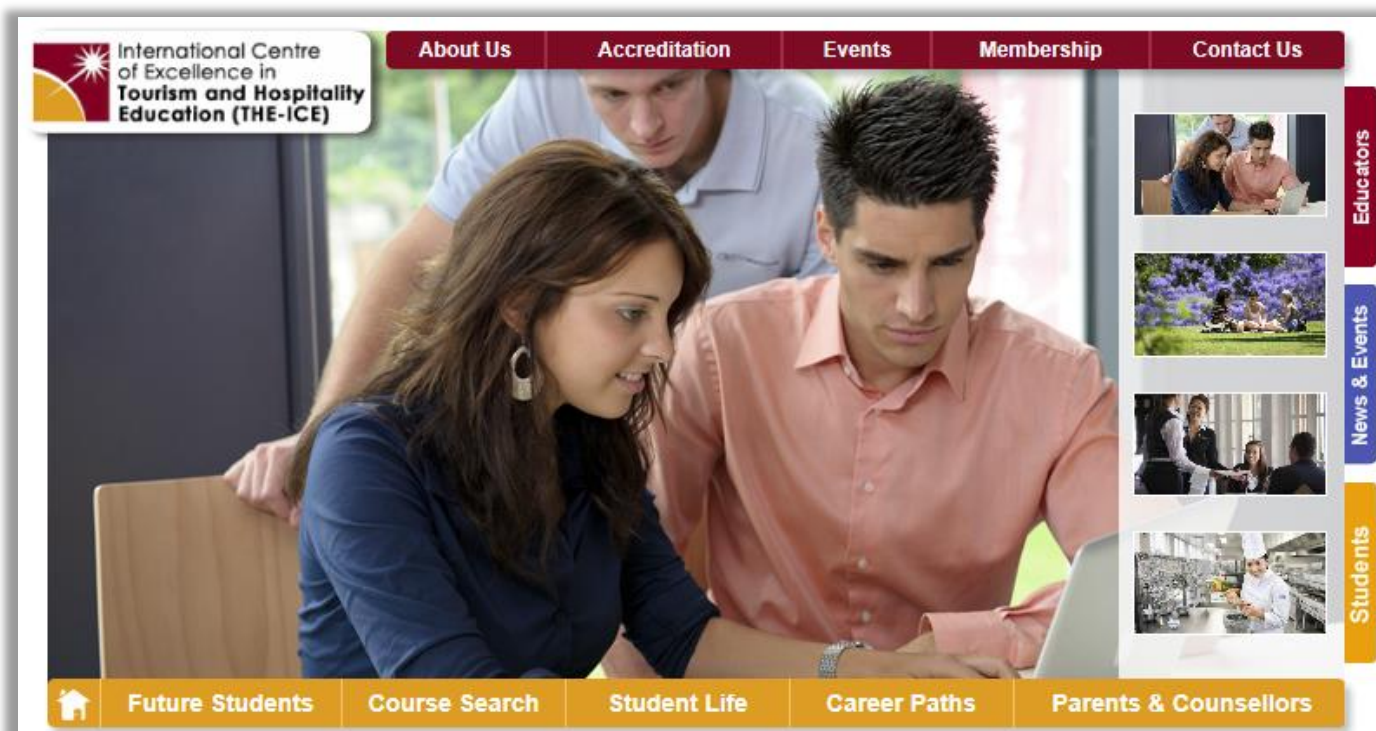 International Centre
of Excellence in
Tourism and Hospitality
Education (THE-ICE)
About Us
Accreditation
Events
Membership
Contact Us
Educators
News & Events
Students
Future Students
Course Search
Student Life
Career Paths
Parents & Counsellors